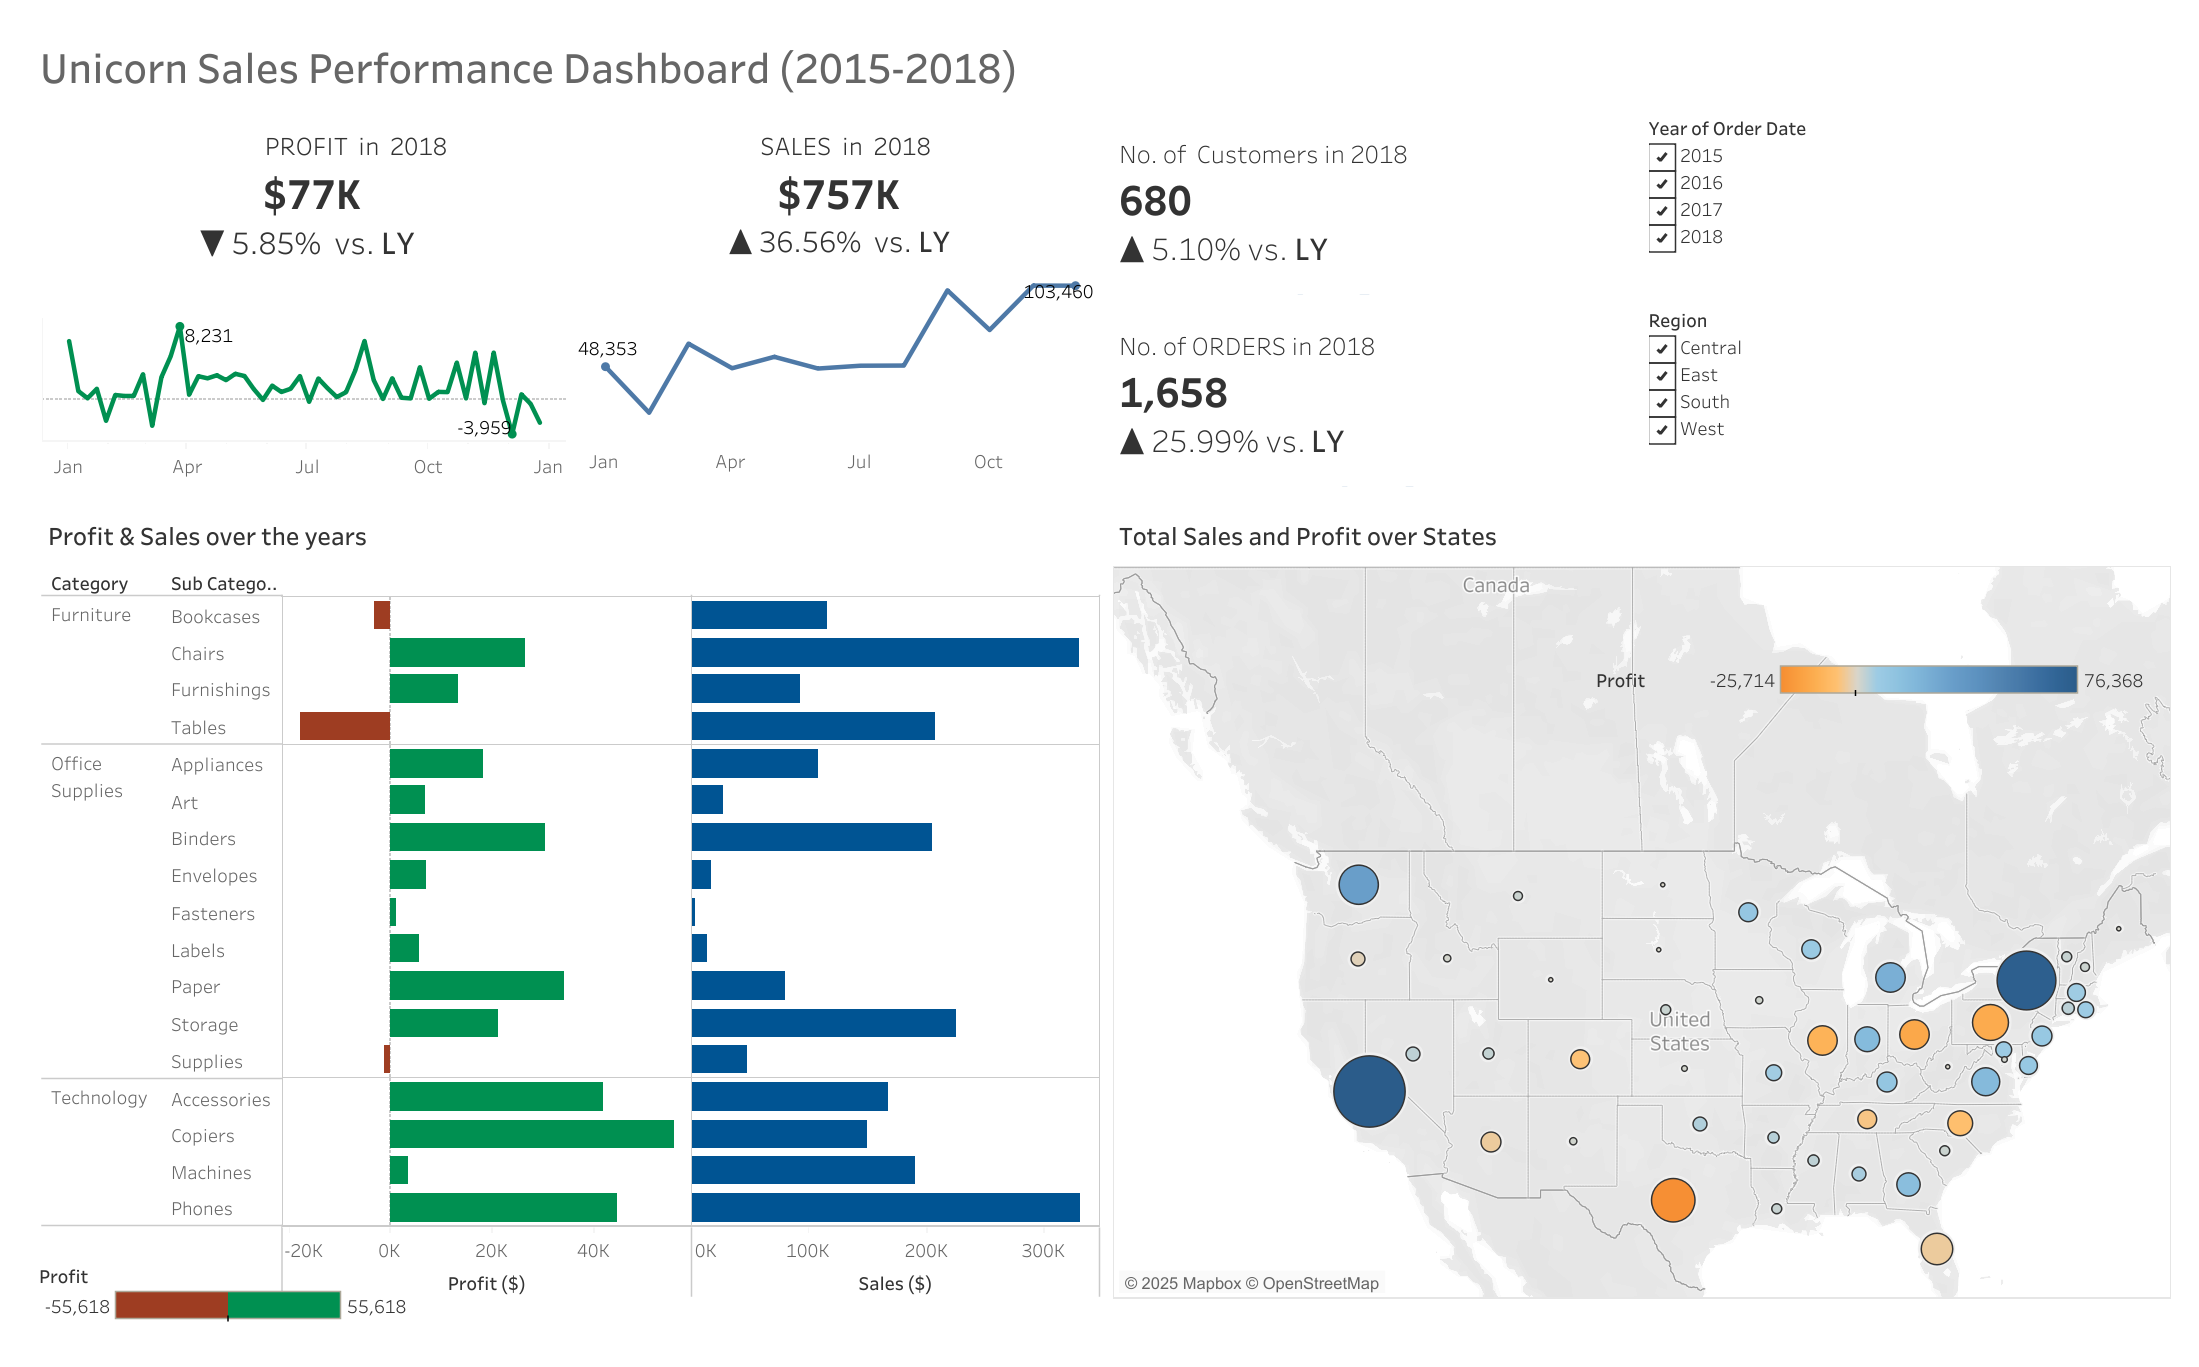 Unicorn Sales Performance Dashboard (2015-2018)
PROFIT in 2018
$77K
▼ 5.85% vs. LY
8,231
-3,959
Jan Apr Jul Oct Jan
SALES in 2018
$757K
▲ 36.56% vs. LY
48,353
103,460
Jan Apr Jul Oct
No. of Customers in 2018
680
▲ 5.10% vs. LY
No. of ORDERS in 2018
1,658
▲ 25.99% vs. LY
Year of Order Date
2015
2016
2017
2018
Region
Central
East
South
West
Profit & Sales over the years
Category Sub Catego..
Furniture Bookcases
Chairs
Furnishings
Tables
Office Supplies Appliances
Art
Binders
Envelopes
Fasteners
Labels
Paper
Storage
Supplies
Technology Accessories
Copiers
Machines
Phones
-20K 0K 20K 40K 0K 100K 200K 300K
Profit ($) Sales ($)
Profit
-55,618 55,618
Total Sales and Profit over States
Canada
Profit -25,714 76,368
United
States
© 2025 Mapbox © OpenStreetMap